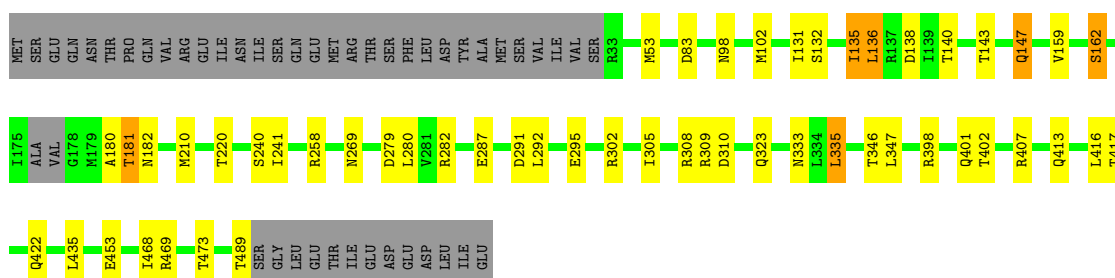 MET SER GLU GLN ASN THR PRO GLN VAL ARG GLU ILE ASN ILE SER GLN GLU MET ARG THR SER PHE LEU ASP TYR ALA MET SER VAL ILE VAL SER R33 M53 D83 N98 M102 I131 S132 I135 L136 R137 D138 I139 T140 T143 Q147 V159 S162
I175 ALA VAL G178 M179 A180 T181 N182 M210 T220 S240 I241 R258 N269 D279 L280 V281 R282 E287 D291 L292 E295 R302 I305 R308 R309 D310 Q323 N333 L334 L335 T346 L347 R398 Q401 T402 R407 Q413 L416 T417
Q422 L435 E453 I468 R469 T473 T489 SER GLY LEU GLU THR ILE GLU ASP GLU ASP LEU ILE GLU